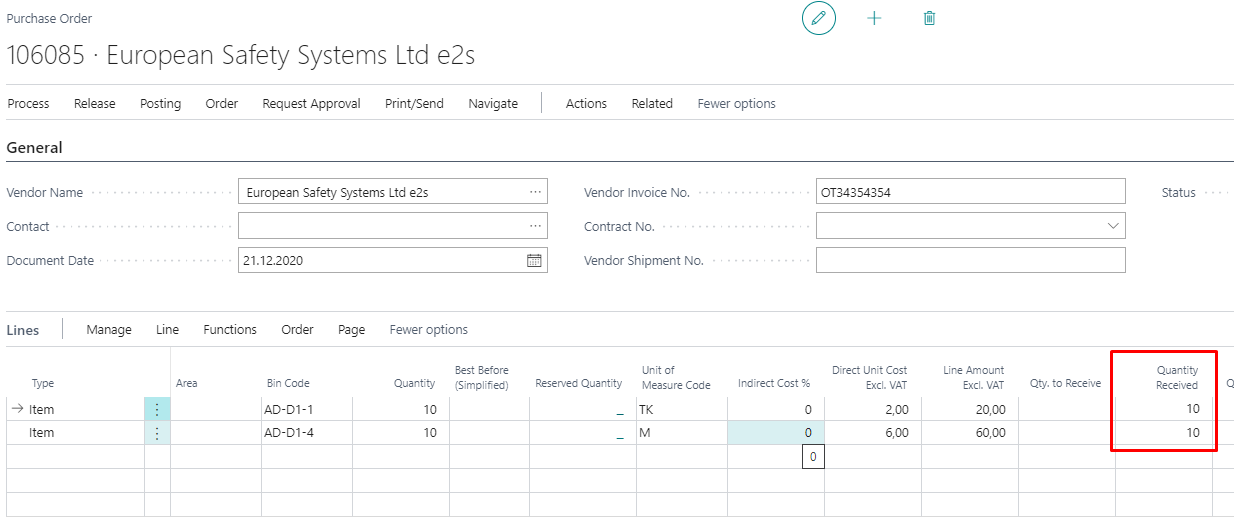 Purchase Order
106085 · European Safety Systems Ltd e2s
Process Release Posting Order Request Approval Print/Send Navigate Actions Related Fewer options
General
Vendor Name European Safety Systems Ltd e2s ··· Vendor Invoice No. OT34354354 Status
Contact ··· Contract No.
Document Date 21.12.2020 Vendor Shipment No.
Lines Manage Line Functions Order Page Fewer options
Type Area Bin Code Quantity Best Before (Simplified) Reserved Quantity Unit of Measure Code Indirect Cost % Direct Unit Cost Excl. VAT Line Amount Excl. VAT Qty. to Receive Quantity Received Q
→ Item AD-D1-1 10 _ TK 0 2,00 20,00 10
Item AD-D1-4 10 _ M 0 6,00 60,00 10
0